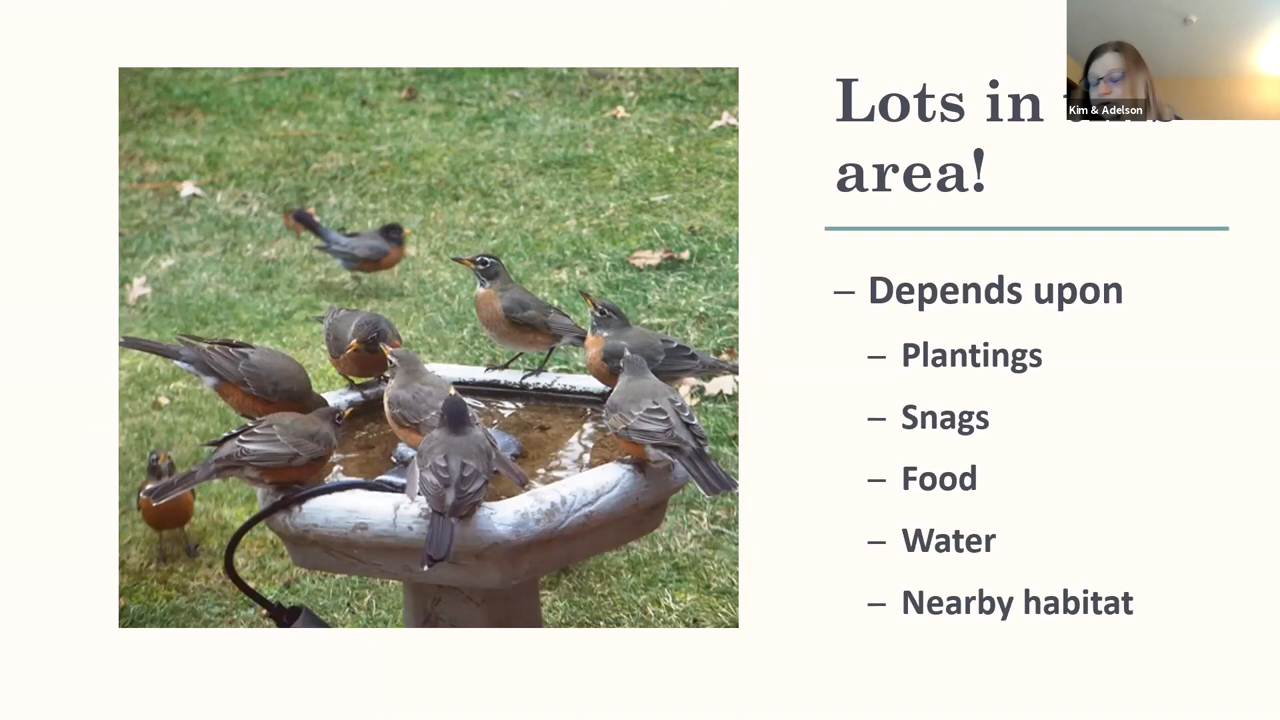 Lots in
area!
– Depends upon
– Plantings
– Snags
– Food
– Water
– Nearby habitat
Kim & Adelson